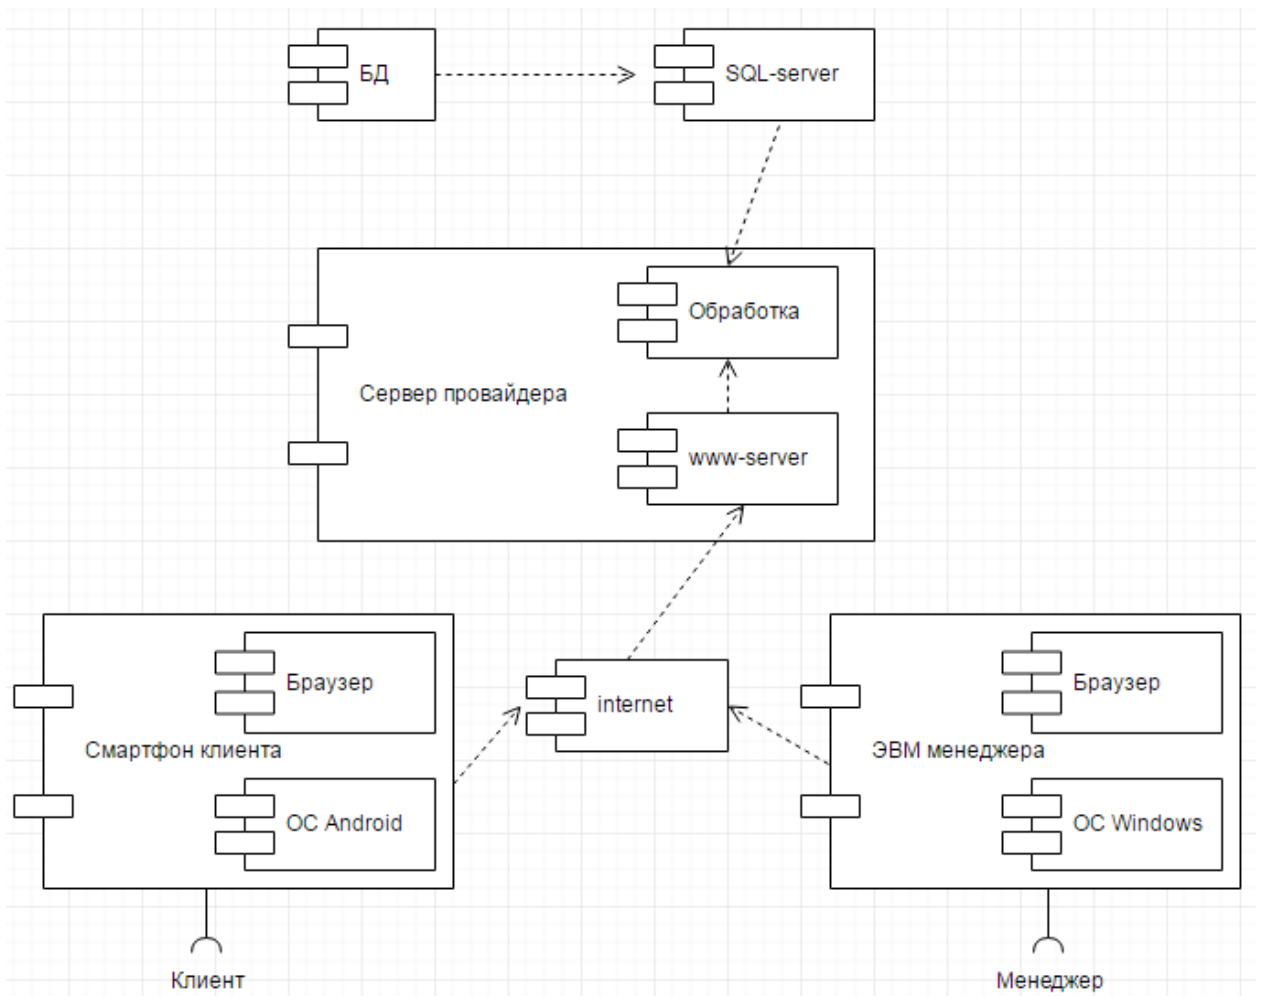 БД
SQL-server
Обработка
Сервер провайдера
www-server
Браузер
internet
Браузер
Смартфон клиента
ЭВМ менеджера
ОС Android
ОС Windows
Клиент
Менеджер